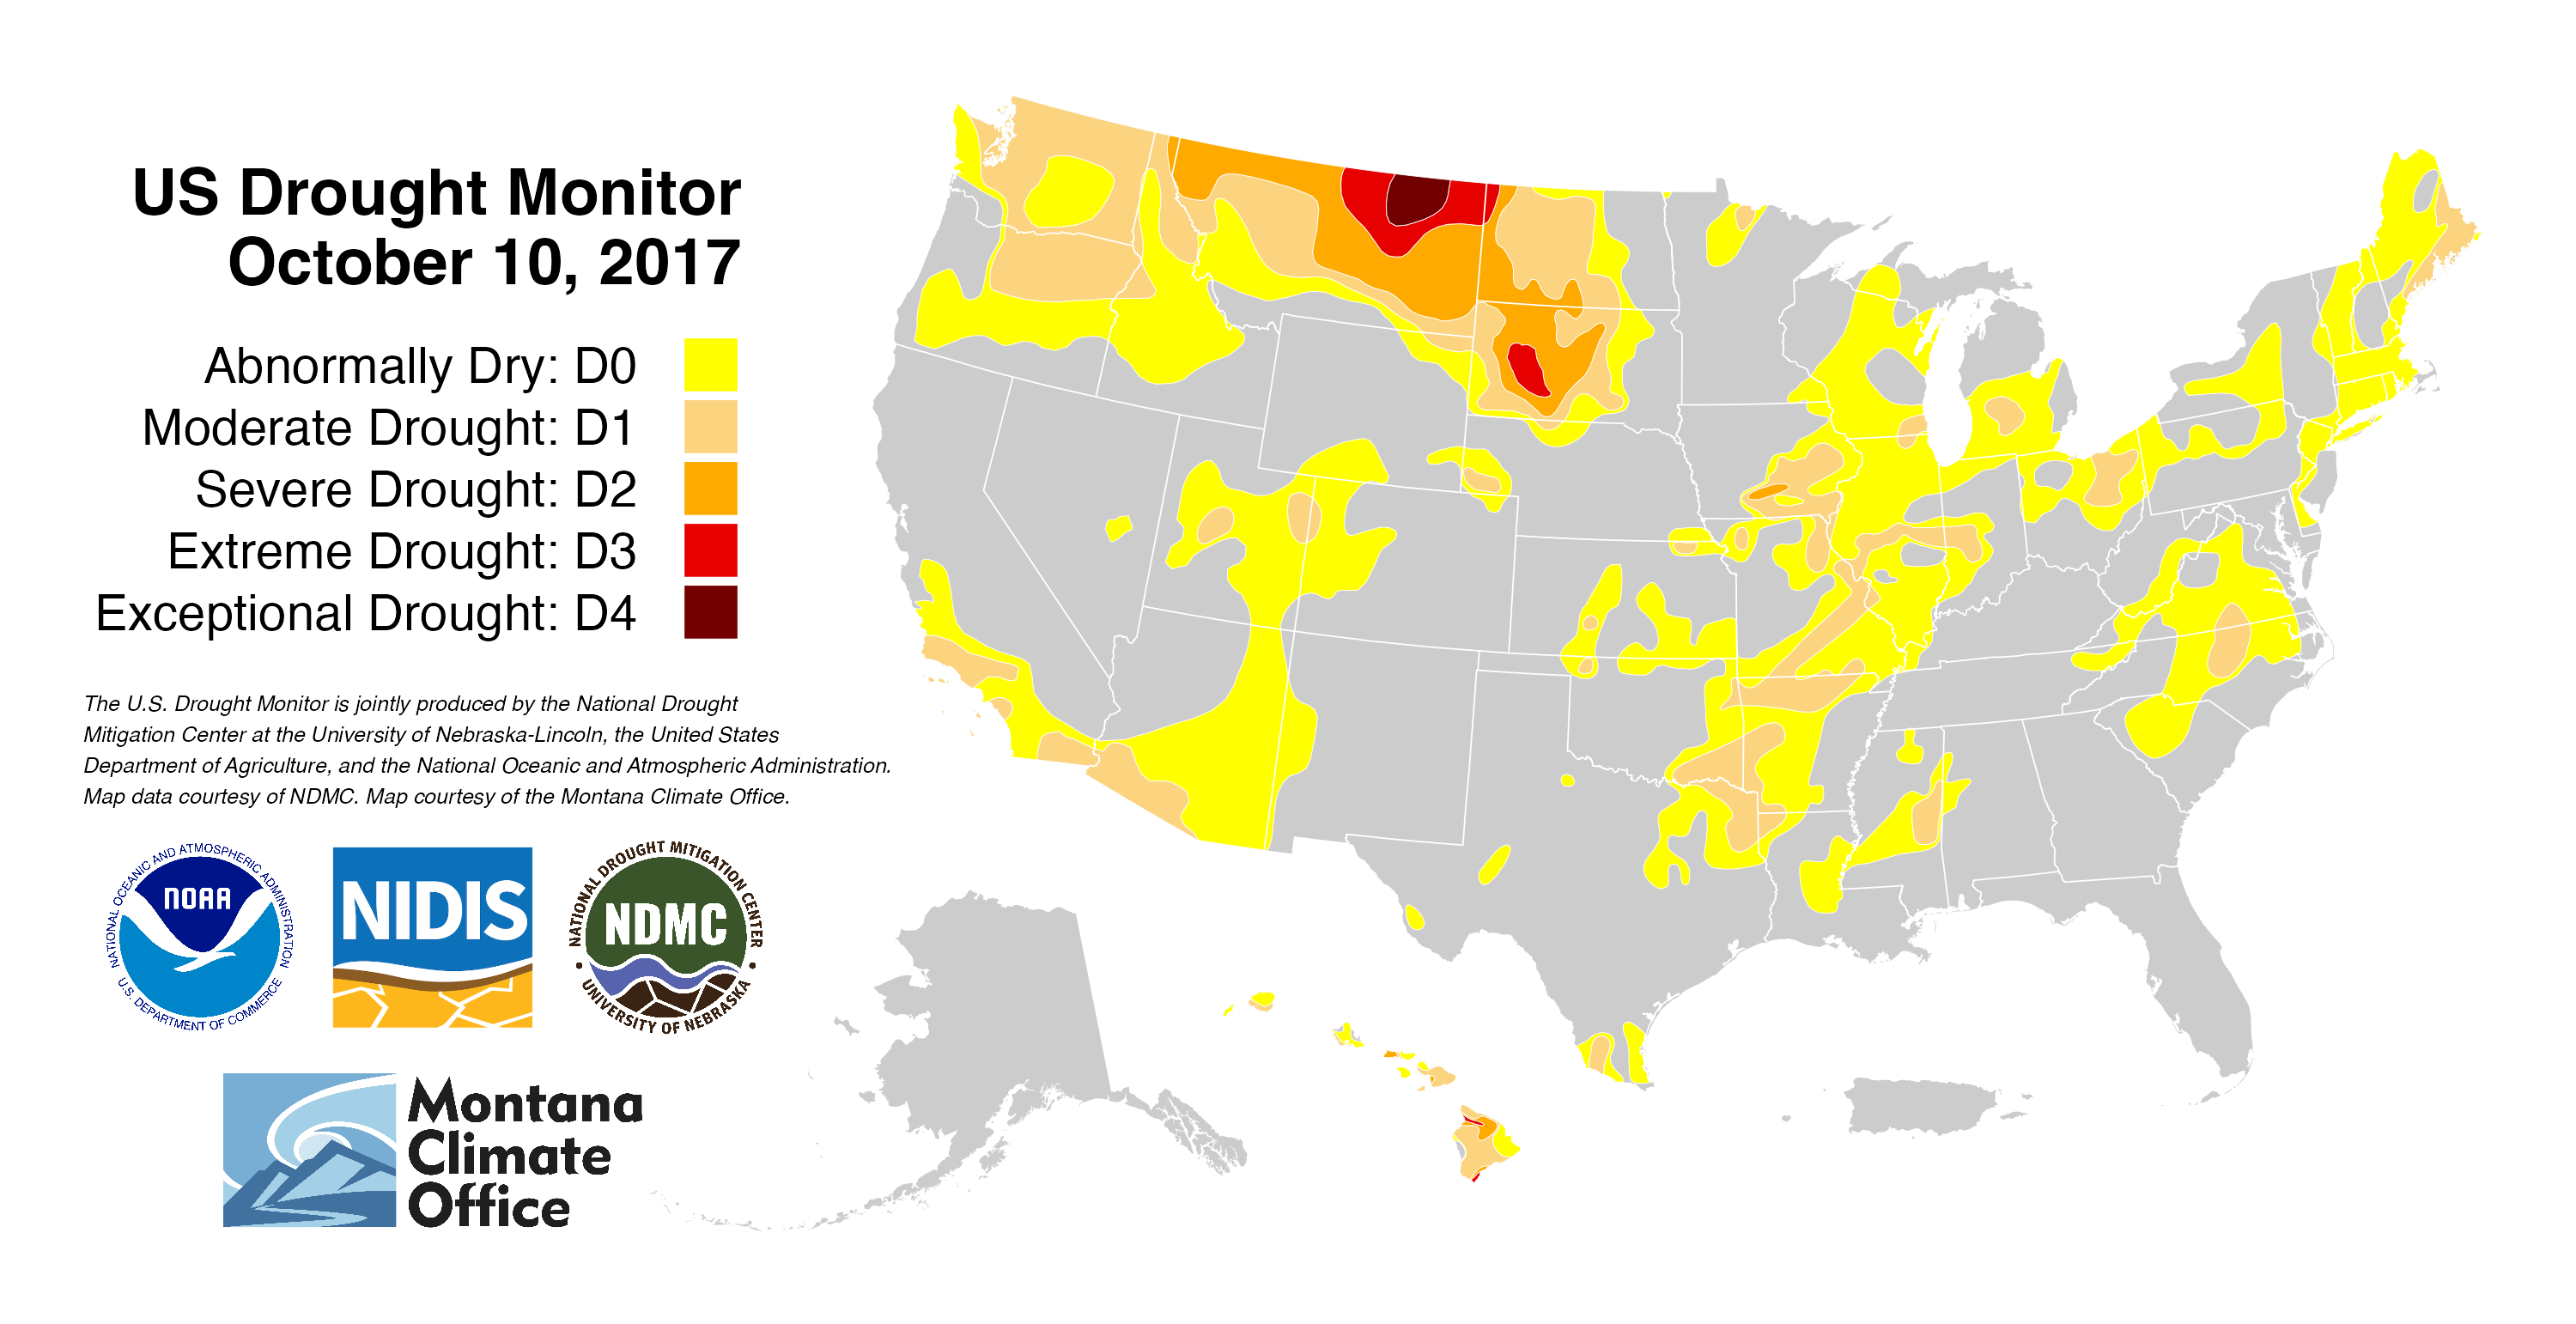 US Drought Monitor
October 10, 2017
Abnormally Dry: D0
Moderate Drought: D1
Severe Drought: D2
Extreme Drought: D3
Exceptional Drought: D4
The U.S. Drought Monitor is jointly produced by the National Drought
Mitigation Center at the University of Nebraska-Lincoln, the United States
Department of Agriculture, and the National Oceanic and Atmospheric Administration.
Map data courtesy of NDMC. Map courtesy of the Montana Climate Office.
NATIONAL OCEANIC AND ATMOSPHERIC ADMINISTRATION
NOAA
U.S. DEPARTMENT OF COMMERCE
NIDIS
NATIONAL DROUGHT MITIGATION CENTER
NDMC
UNIVERSITY OF NEBRASKA
Montana
Climate
Office